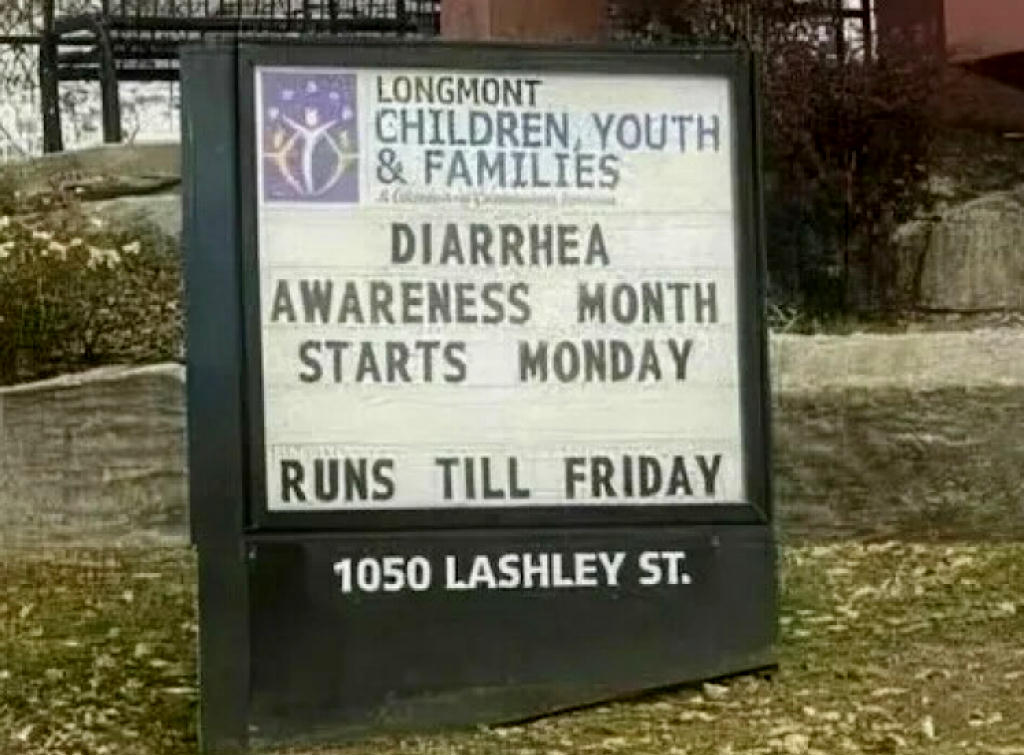 LONGMONT
CHILDREN, YOUTH
& FAMILIES
DIARRHEA
AWARENESS MONTH
STARTS MONDAY
RUNS TILL FRIDAY
1050 LASHLEY ST.